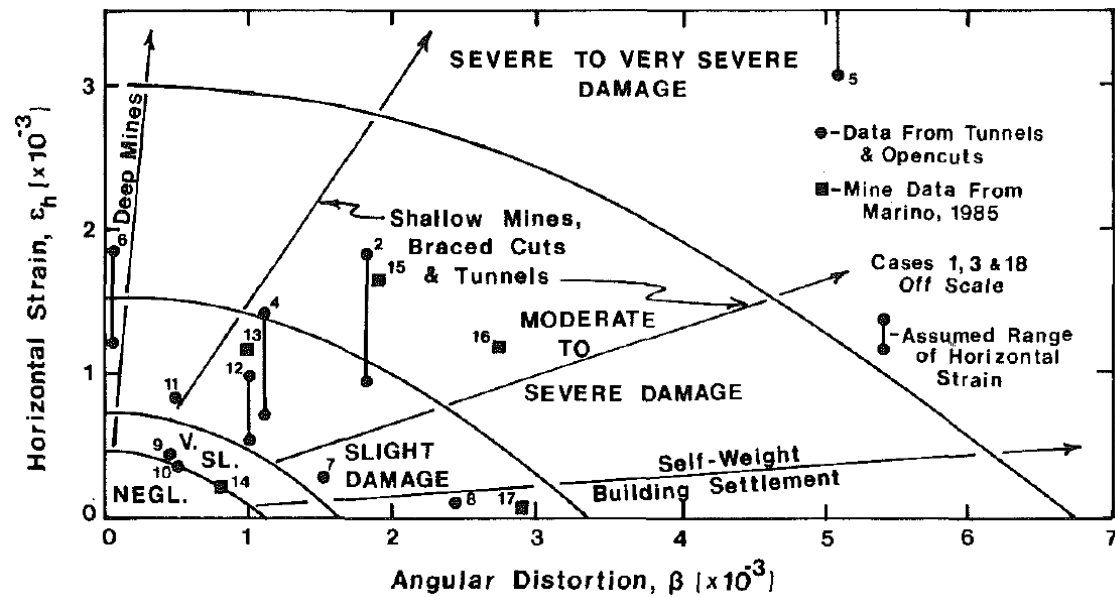 SEVERE TO VERY SEVERE
DAMAGE
5
-Data From Tunnels
& Opencuts
-Mine Data From
Marino, 1985
Cases 1, 3 & 18
Off Scale
-Assumed Range
of Horizontal
Strain
Deep Mines
Shallow Mines,
Braced Cuts
& Tunnels
6
2
15
4
13
12
16
MODERATE
TO
SEVERE DAMAGE
11
9
V.
SL.
10
NEGL.
14
SLIGHT
DAMAGE
7
8
17
Self-Weight
Building Settlement
Horizontal Strain, εh (x10-3)
3
2
1
0
0 1 2 3 4 5 6 7
Angular Distortion, β (x10-3)